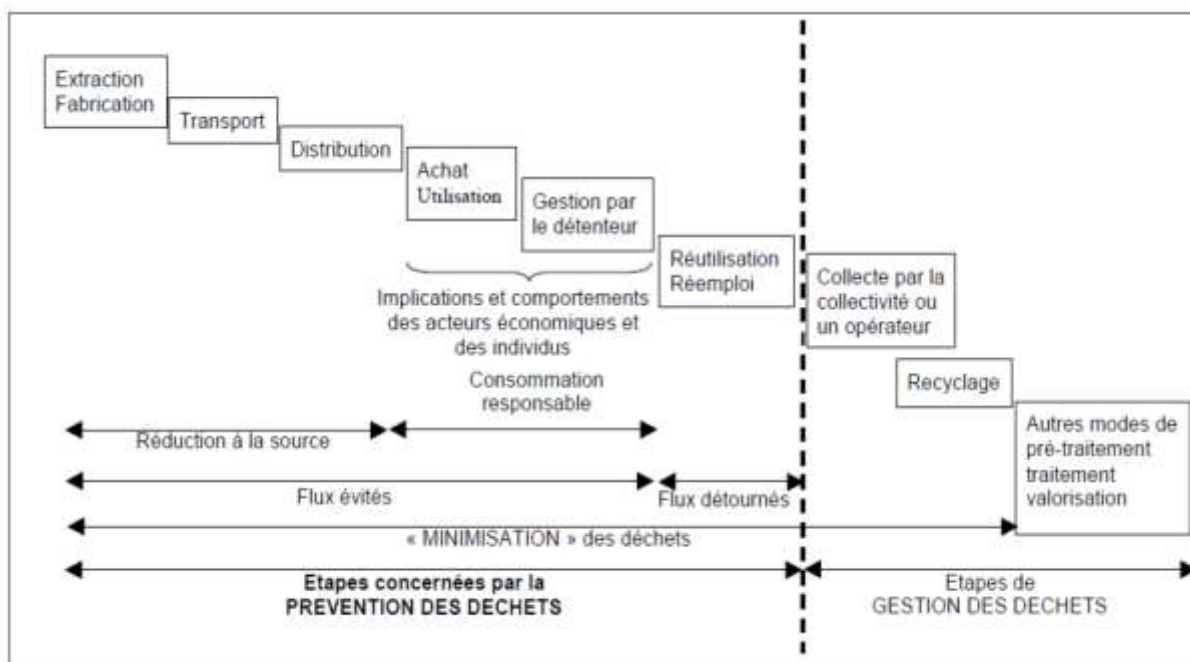 Extraction
Fabrication
Transport
Distribution
Achat
Utilisation
Gestion par
le détenteur
Réutilisation
Réemploi
Collecte par la
collectivité ou
un opérateur
Recyclage
Autres modes de
pré-traitement
traitement
valorisation
Implications et comportements
des acteurs économiques et
des individus
Consommation
responsable
Réduction à la source
Flux évités
Flux détournés
« MINIMISATION » des déchets
Etapes concernées par la
PREVENTION DES DECHETS
Etapes de
GESTION DES DECHETS